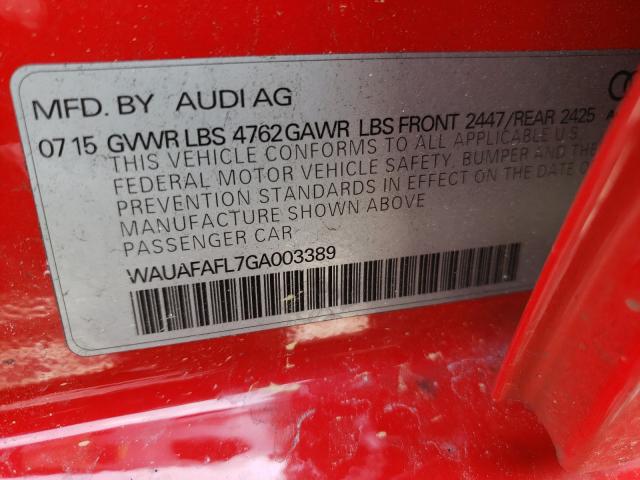 MFD. BY AUDI AG
07 15 GVWR LBS 4762 GAWR LBS FRONT 2447/REAR 2425
THIS VEHICLE CONFORMS TO ALL APPLICABLE U.S.
FEDERAL MOTOR VEHICLE SAFETY, BUMPER AND THE
PREVENTION STANDARDS IN EFFECT ON THE DATE O
MANUFACTURE SHOWN ABOVE
PASSENGER CAR
WAUAFAFL7GA003389